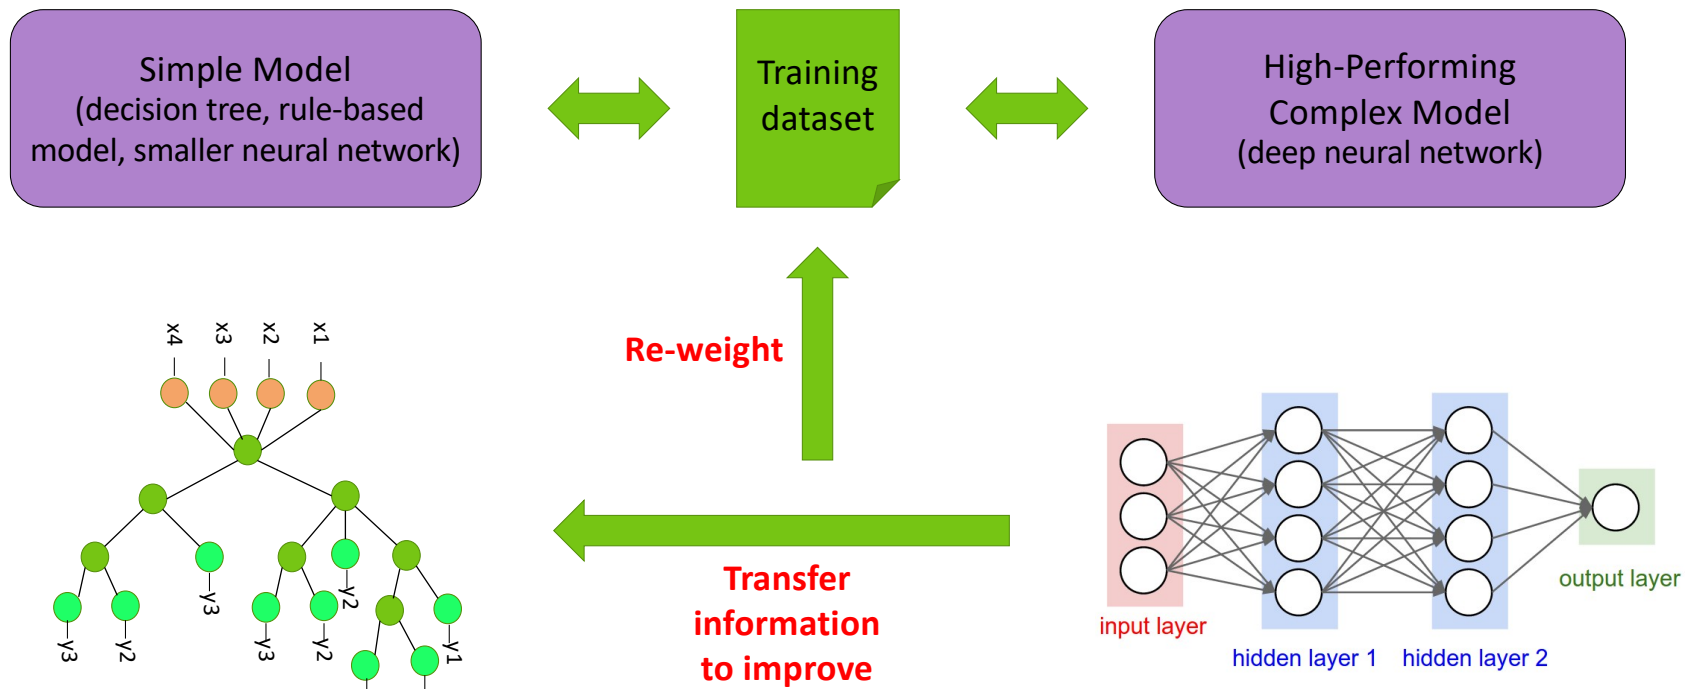 Simple Model
(decision tree, rule-based
model, smaller neural network)
Training
dataset
High-Performing
Complex Model
(deep neural network)
x4
x3
x2
x1
Re-weight
y3
y2
y3
y3
y2
y2
y1
Transfer
information
to improve
input layer
hidden layer 1
hidden layer 2
output layer